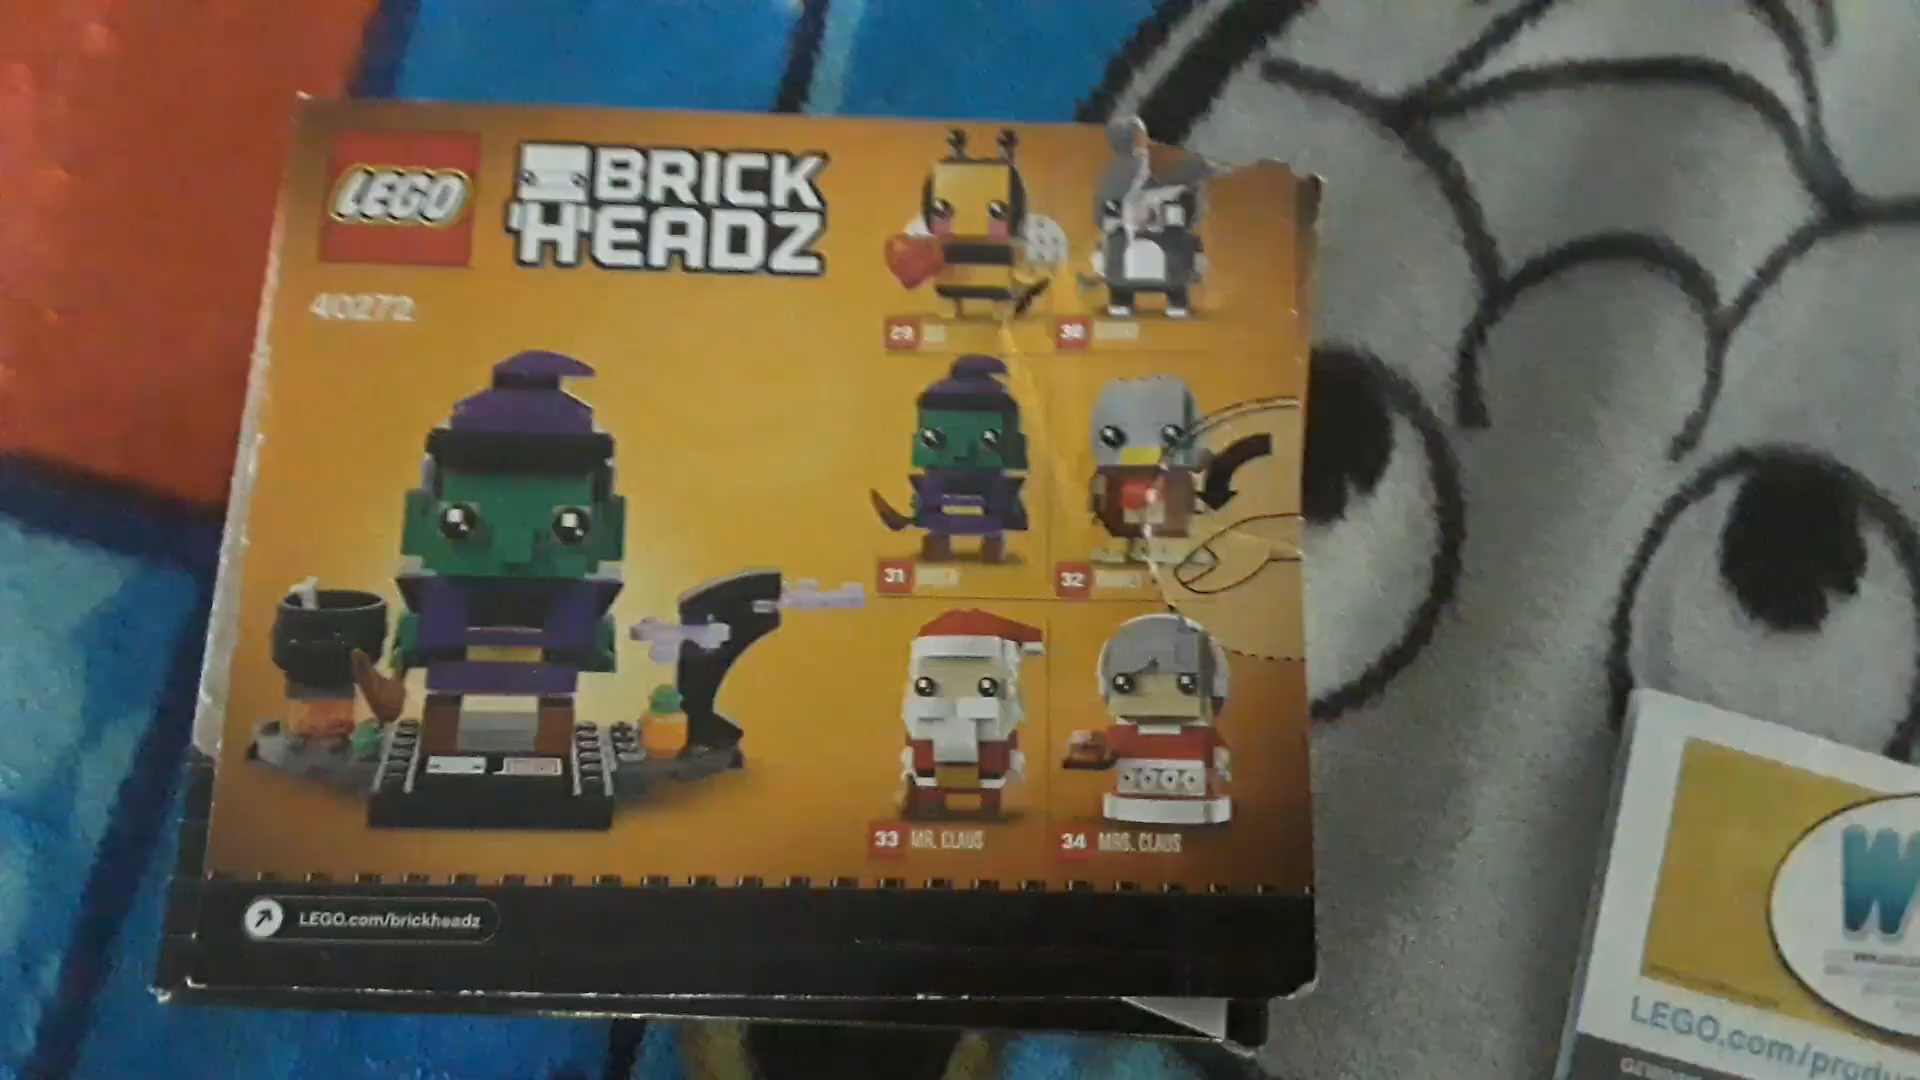 LEGO
BRICK
HEADZ
40272
29
30
31
32
33 MR. CLAUS
34 MRS. CLAUS
LEGO.com/brickheadz
W
LEGO.com/produc